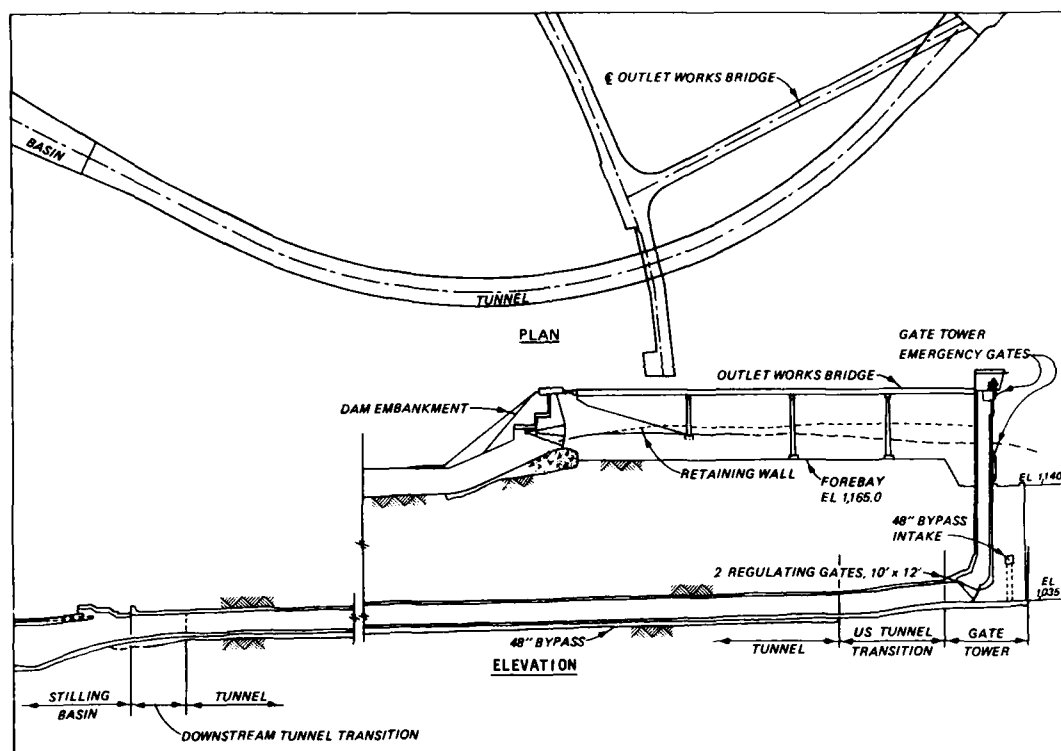 ℄ OUTLET WORKS BRIDGE
BASIN
TUNNEL
PLAN
GATE TOWER
EMERGENCY GATES
OUTLET WORKS BRIDGE
DAM EMBANKMENT
RETAINING WALL
FOREBAY
EL 1,165.0
EL 1,140
48" BYPASS
INTAKE
2 REGULATING GATES, 10' x 12'
EL
1,035
48" BYPASS
ELEVATION
TUNNEL
US TUNNEL
TRANSITION
GATE
TOWER
STILLING
BASIN
TUNNEL
DOWNSTREAM TUNNEL TRANSITION